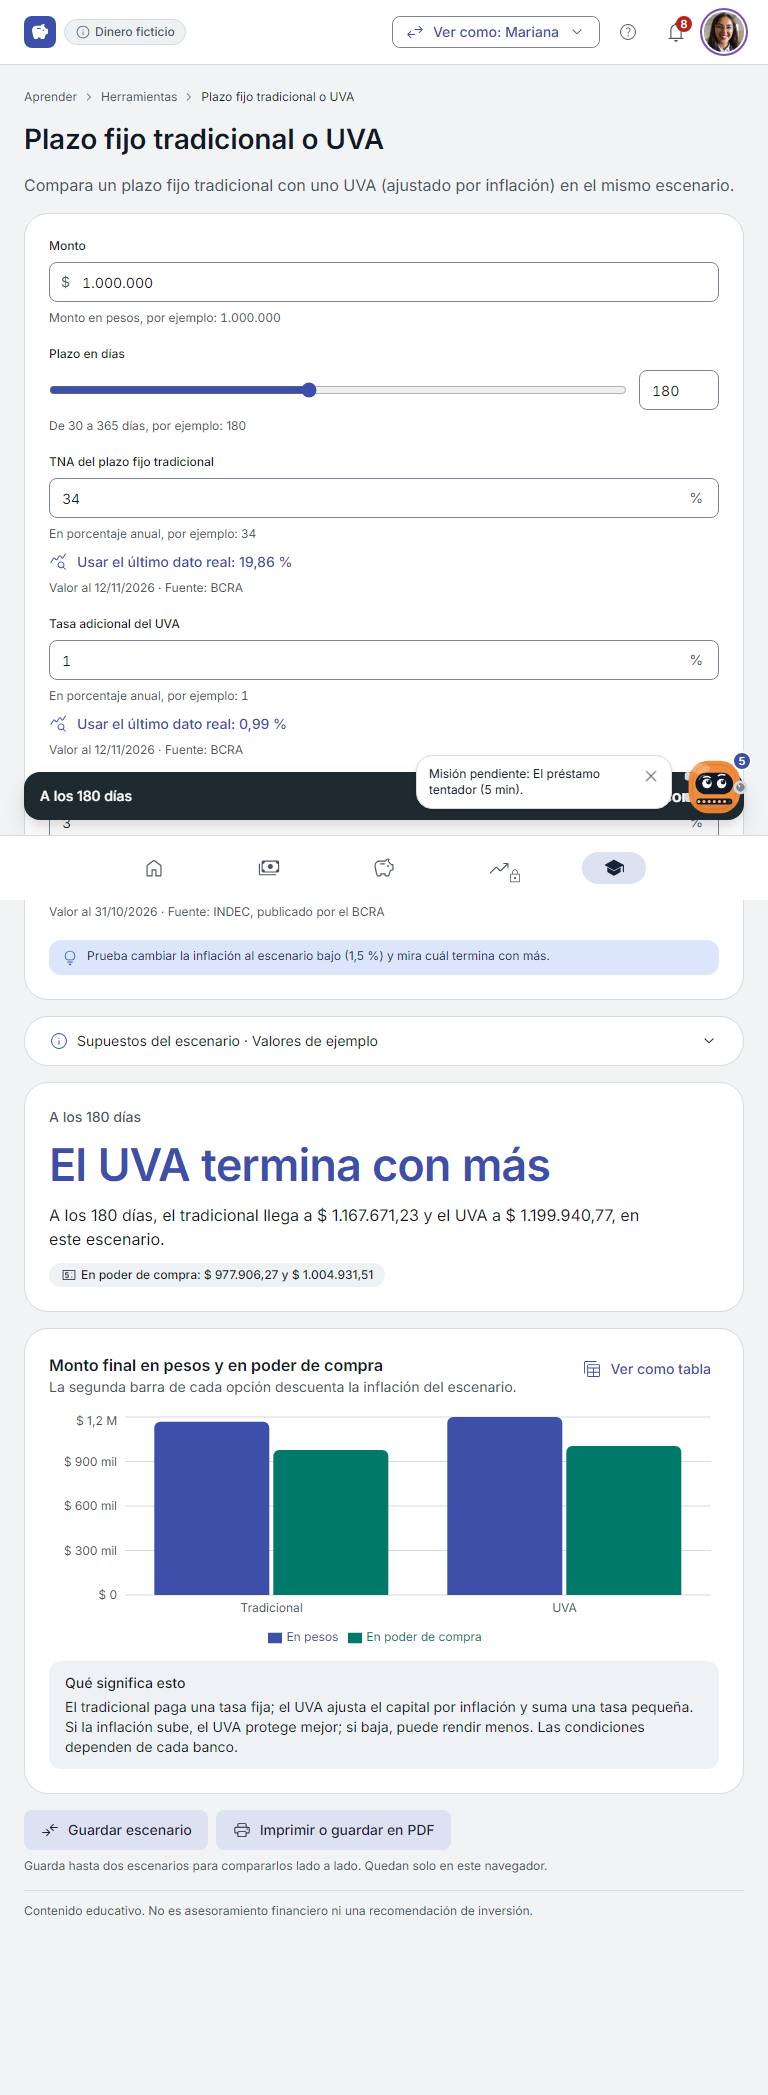 Dinero ficticio
Ver como: Mariana
8
Aprender > Herramientas > Plazo fijo tradicional o UVA
Plazo fijo tradicional o UVA
Compara un plazo fijo tradicional con uno UVA (ajustado por inflación) en el mismo escenario.
Monto
$ 1.000.000
Monto en pesos, por ejemplo: 1.000.000
Plazo en días
180
De 30 a 365 días, por ejemplo: 180
TNA del plazo fijo tradicional
34 %
En porcentaje anual, por ejemplo: 34
Usar el último dato real: 19,86 %
Valor al 12/11/2026 · Fuente: BCRA
Tasa adicional del UVA
1 %
En porcentaje anual, por ejemplo: 1
Usar el último dato real: 0,99 %
Valor al 12/11/2026 · Fuente: BCRA
5
Misión pendiente: El préstamo
tentador (5 min).
A los 180 días
3 %
Valor al 31/10/2026 · Fuente: INDEC, publicado por el BCRA
Prueba cambiar la inflación al escenario bajo (1,5 %) y mira cuál termina con más.
Supuestos del escenario · Valores de ejemplo
A los 180 días
El UVA termina con más
A los 180 días, el tradicional llega a $ 1.167.671,23 y el UVA a $ 1.199.940,77, en
este escenario.
En poder de compra: $ 977.906,27 y $ 1.004.931,51
Monto final en pesos y en poder de compra
Ver como tabla
La segunda barra de cada opción descuenta la inflación del escenario.
$ 1,2 M
$ 900 mil
$ 600 mil
$ 300 mil
$ 0
Tradicional
UVA
En pesos
En poder de compra
Qué significa esto
El tradicional paga una tasa fija; el UVA ajusta el capital por inflación y suma una tasa pequeña.
Si la inflación sube, el UVA protege mejor; si baja, puede rendir menos. Las condiciones
dependen de cada banco.
Guardar escenario
Imprimir o guardar en PDF
Guarda hasta dos escenarios para compararlos lado a lado. Quedan solo en este navegador.
Contenido educativo. No es asesoramiento financiero ni una recomendación de inversión.